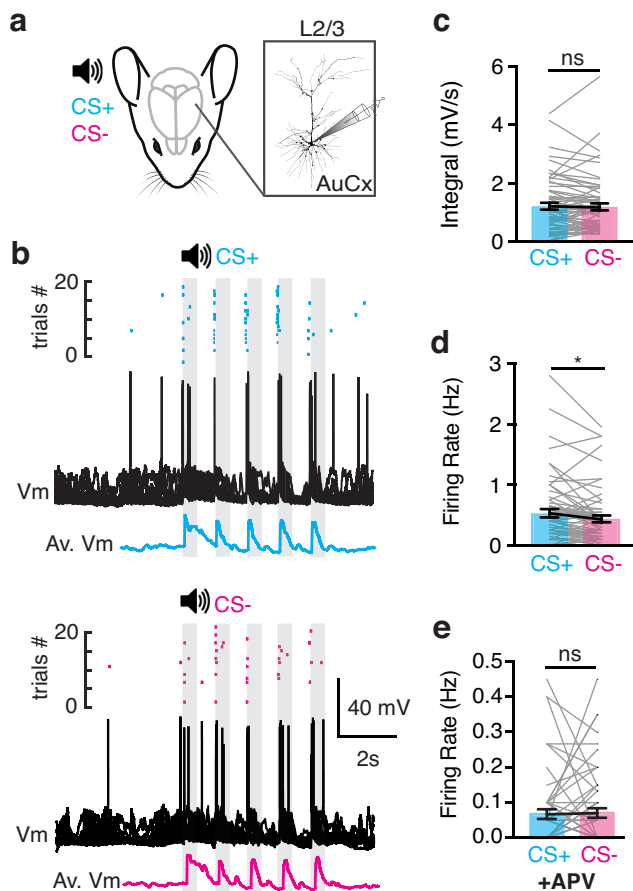 a
CS+
CS-
L2/3
AuCx
b
CS+
trials #
20
0
Vm
Av. Vm
CS-
trials #
20
0
40 mV
2s
Vm
Av. Vm
c
ns
Integral (mV/s)
6
4
2
0
CS+ CS-
d
*
Firing Rate (Hz)
3
2
1
0
CS+ CS-
e
ns
Firing Rate (Hz)
0.5
0.4
0.3
0.2
0.1
0.0
CS+ CS-
+APV